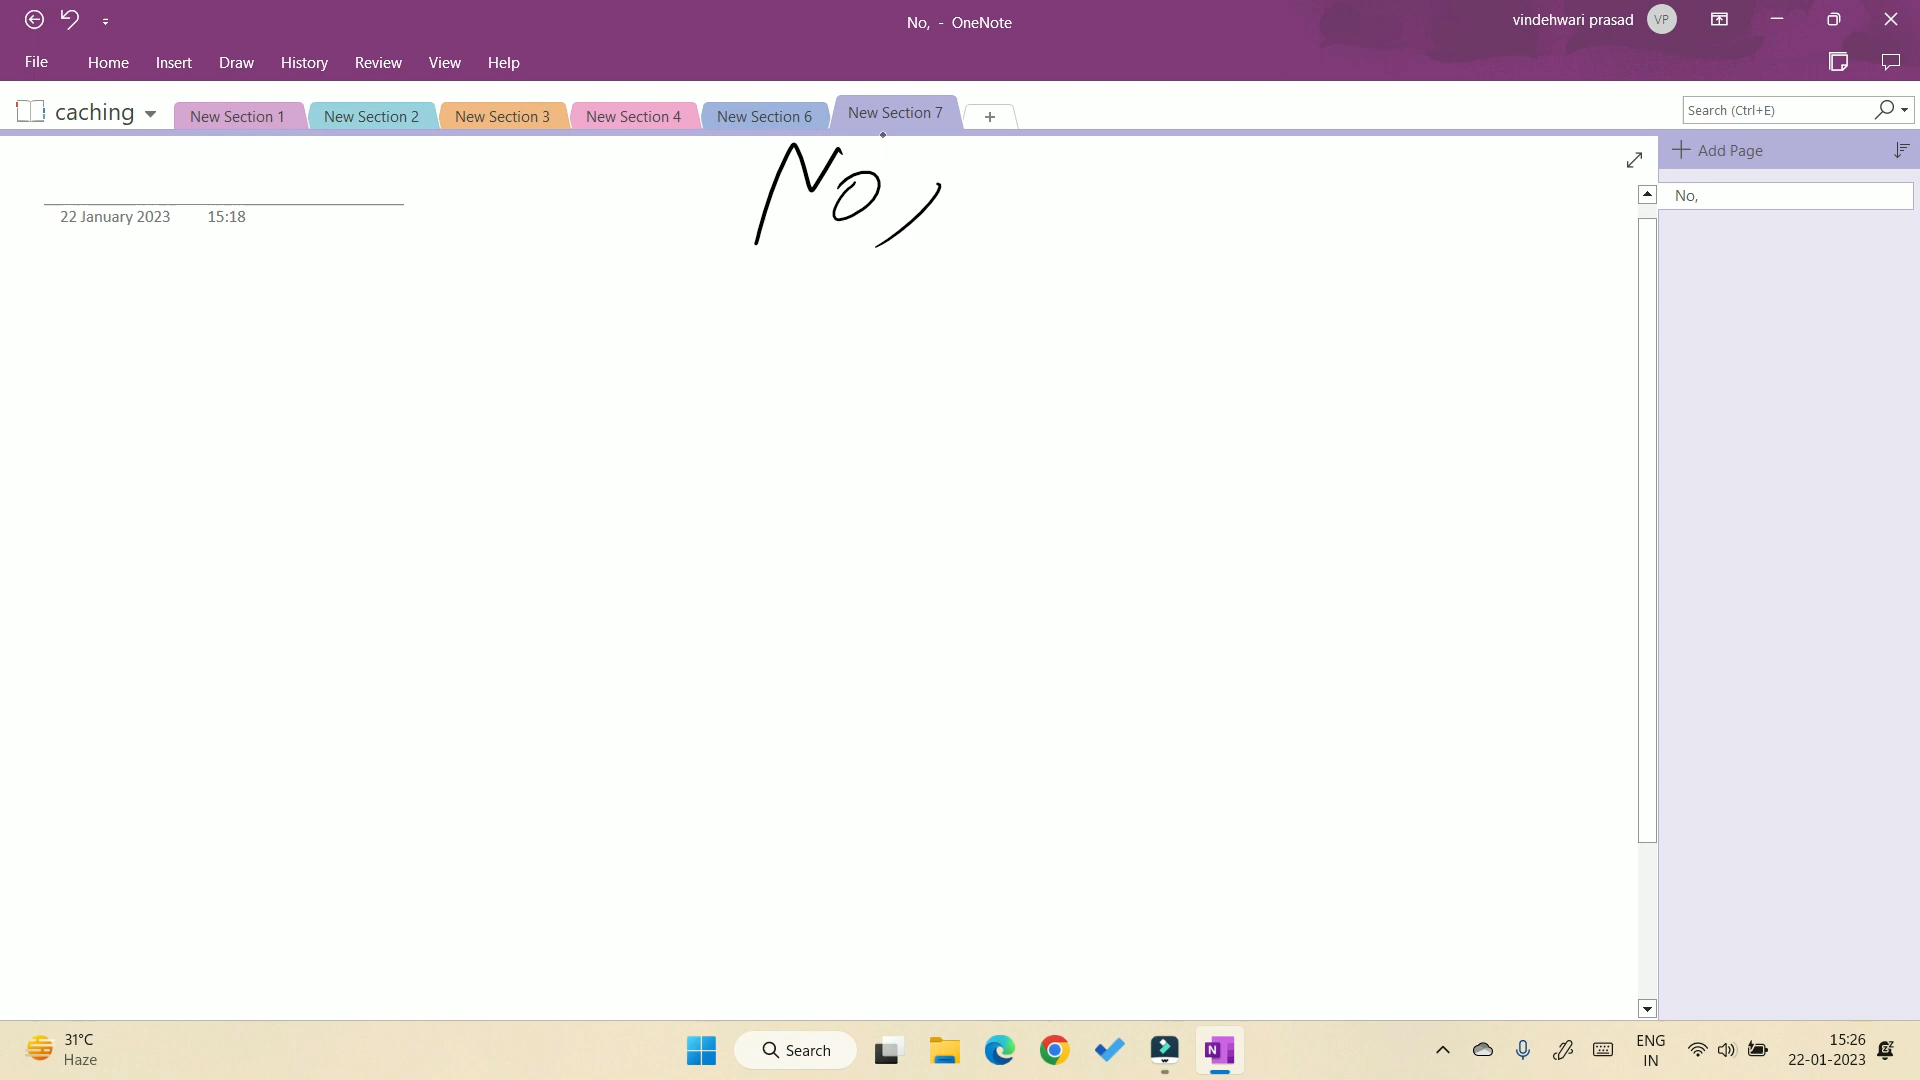 No, - OneNote
vindehwari prasad VP
File Home Insert Draw History Review View Help
caching New Section 1 New Section 2 New Section 3 New Section 4 New Section 6 New Section 7 +
Search (Ctrl+E)
Add Page
No,
No,
22 January 2023 15:18
31°C
Haze
Search
ENG
IN
15:26
22-01-2023